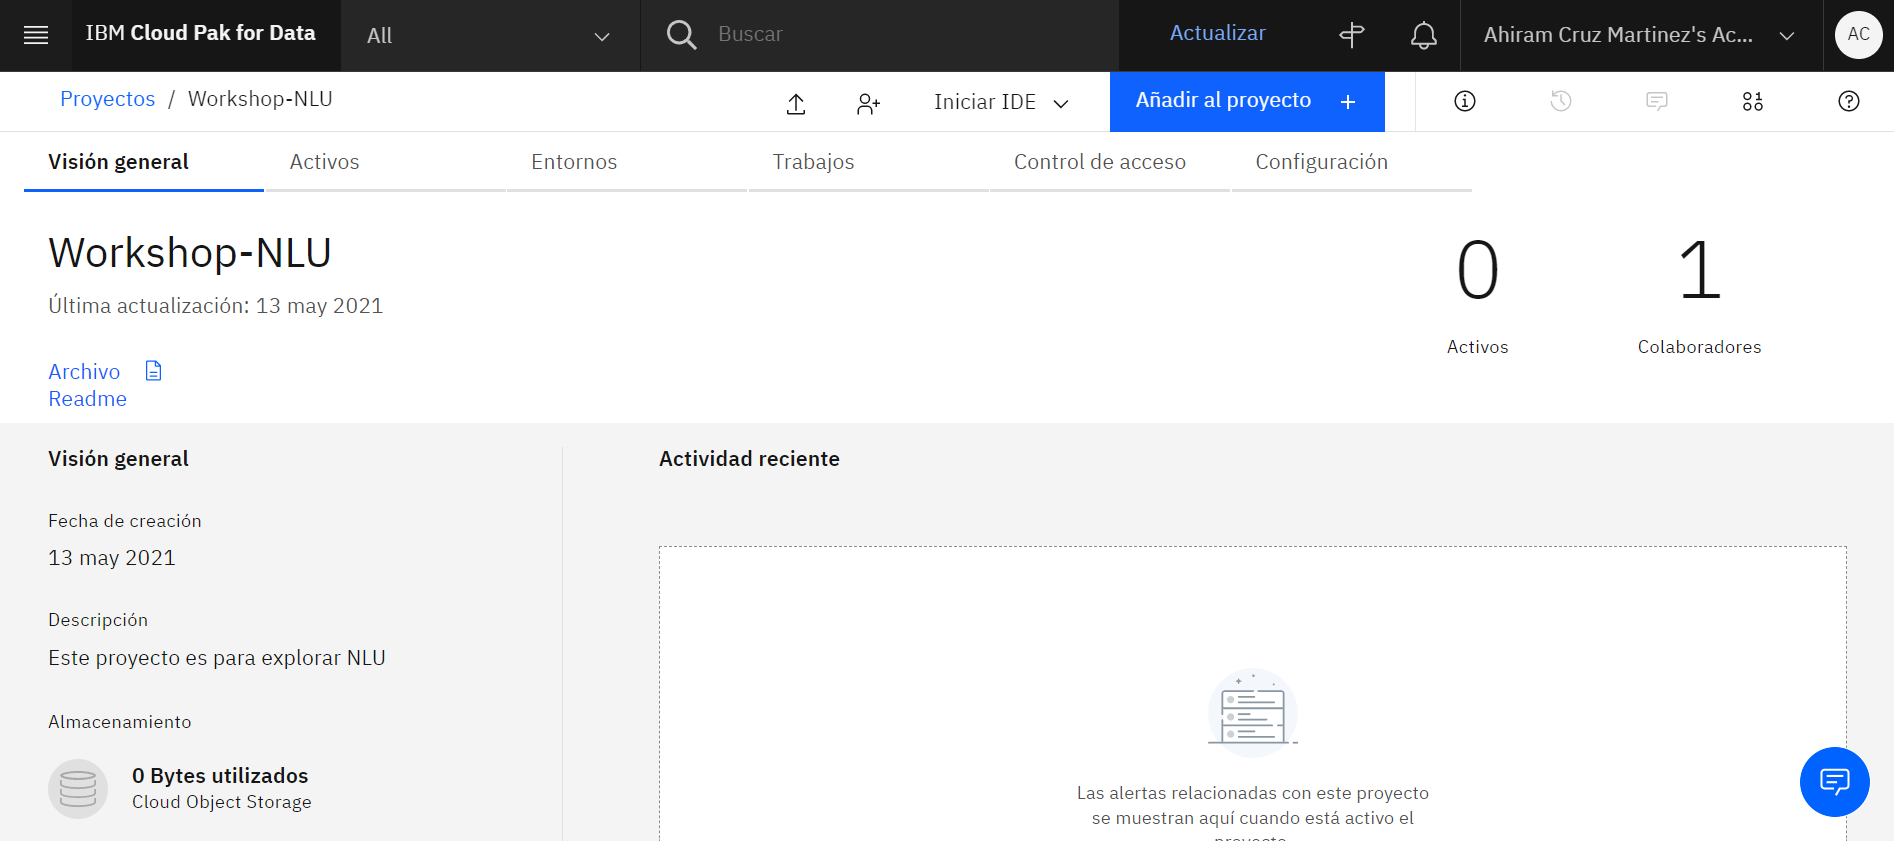 IBM Cloud Pak for Data
All
Buscar
Actualizar
Ahiram Cruz Martinez's Ac...
AC
Proyectos / Workshop-NLU
Iniciar IDE
Añadir al proyecto +
Visión general
Activos
Entornos
Trabajos
Control de acceso
Configuración
Workshop-NLU
Última actualización: 13 may 2021
Archivo
Readme
0
Activos
1
Colaboradores
Visión general
Fecha de creación
13 may 2021
Descripción
Este proyecto es para explorar NLU
Almacenamiento
0 Bytes utilizados
Cloud Object Storage
Actividad reciente
Las alertas relacionadas con este proyecto
se muestran aquí cuando está activo el
proyecto.